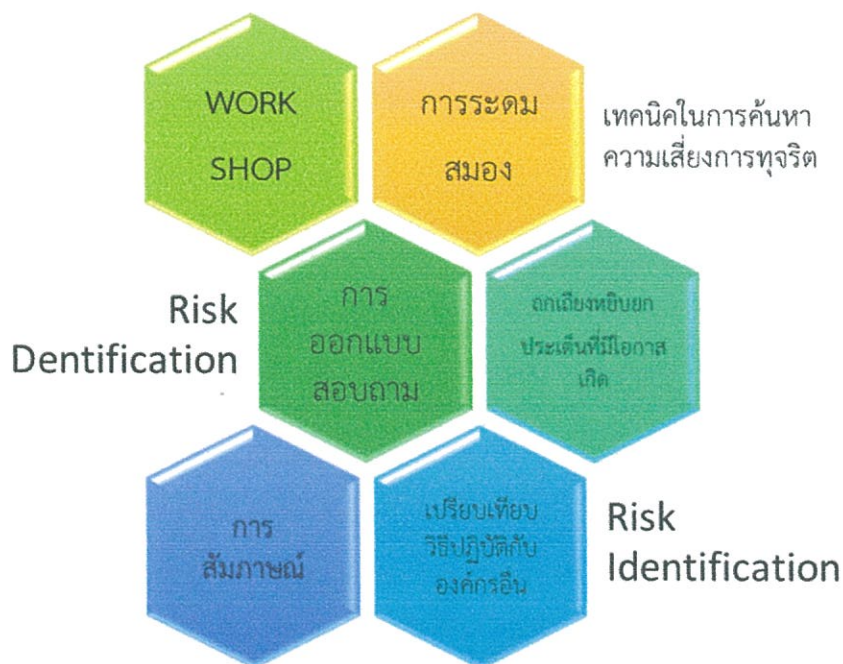 WORK
SHOP
การระดม
สมอง
เทคนิคในการค้นหา
ความเสี่ยงการทุจริต
Risk
Dentification
การ
ออกแบบ
สอบถาม
ถกเถียงหยิบยก
ประเด็นที่มีโอกาส
เกิด
การ
สัมภาษณ์
เปรียบเทียบ
วิธีปฏิบัติกับ
องค์กรอื่น
Risk
Identification